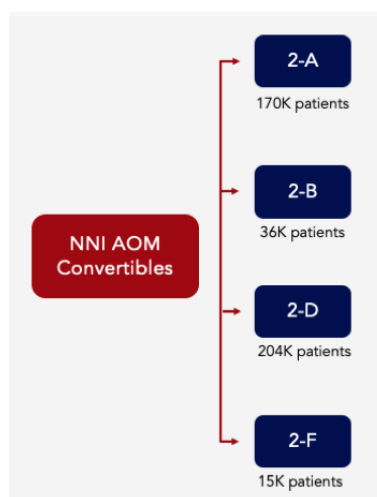 2-A
170K patients
2-B
36K patients
NNI AOM
Convertibles
2-D
204K patients
2-F
15K patients